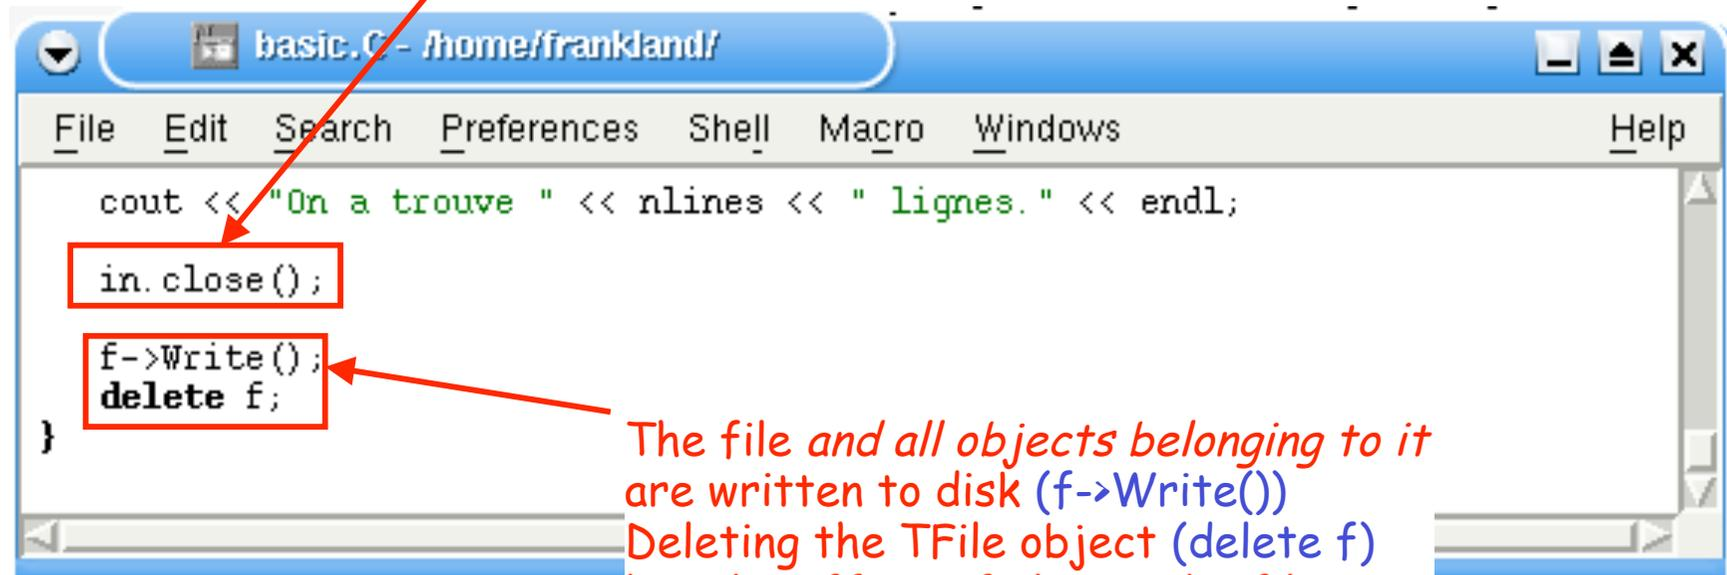 basic.C - /home/frankland/
File Edit Search Preferences Shell Macro Windows Help
cout << "On a trouve " << nlines << " lignes." << endl;
in.close();
f->Write();
delete f;
}
The file and all objects belonging to it
are written to disk (f->Write())
Deleting the TFile object (delete f)